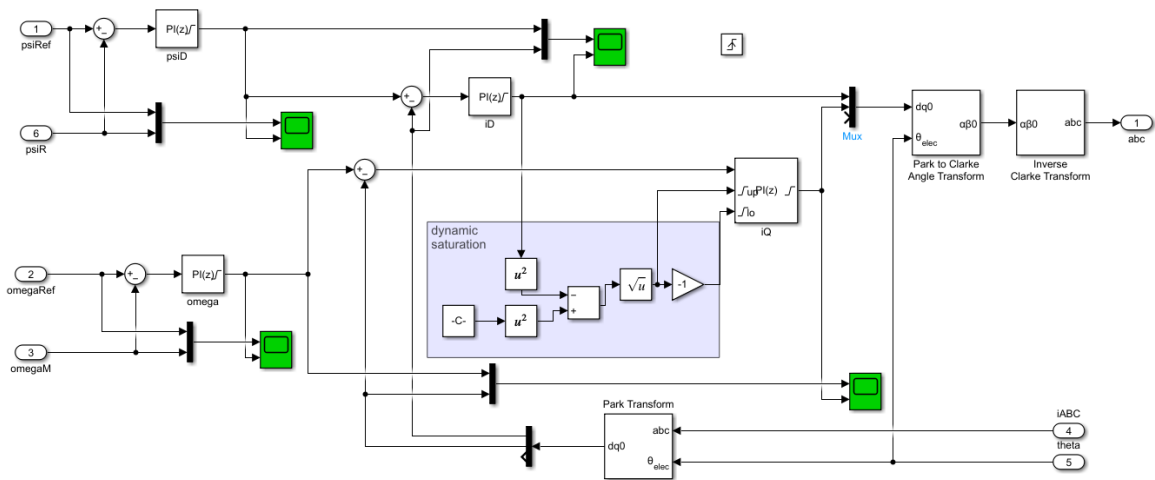 1
psiRef
+
−
PI(z)
psiD
6
psiR
+
−
PI(z)
iD
Mux
dq0
θelec
αβ0
Park to Clarke
Angle Transform
αβ0
abc
Inverse
Clarke Transform
1
abc
+
−
up
lo
PI(z)
iQ
dynamic
saturation
u²
−
+
√u
-1
-C-
u²
2
omegaRef
+
−
PI(z)
omega
3
omegaM
Park Transform
dq0
abc
θelec
iABC
4
theta
5